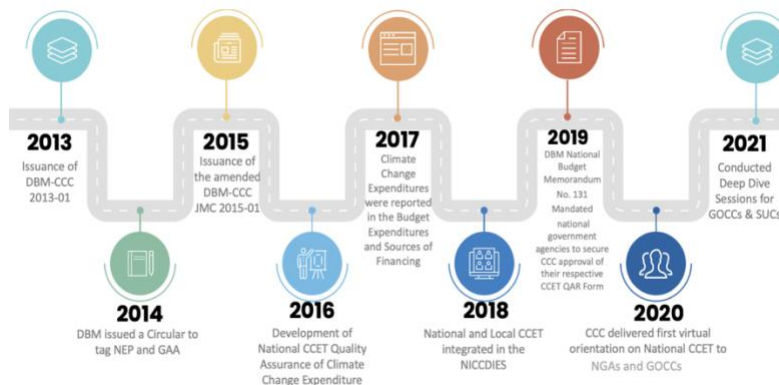 2013
Issuance of
DBM-CCC
2013-01
2014
DBM issued a Circular to
tag NEP and GAA
2015
Issuance of
the amended
DBM-CCC
JMC 2015-01
2016
Development of
National CCET Quality
Assurance of Climate
Change Expenditure
2017
Climate
Change
Expenditures
were reported
in the Budget
Expenditures
and Sources of
Financing
2018
National and Local CCET
integrated in the
NICCDIES
2019
DBM National
Budget
Memorandum
No. 131
Mandated
national
government
agencies to secure
CCC approval of
their respective
CCET QAR Form
2020
CCC delivered first virtual
orientation on National CCET to
NGAs and GOCCs
2021
Conducted
Deep Dive
Sessions for
GOCCs & SUCs